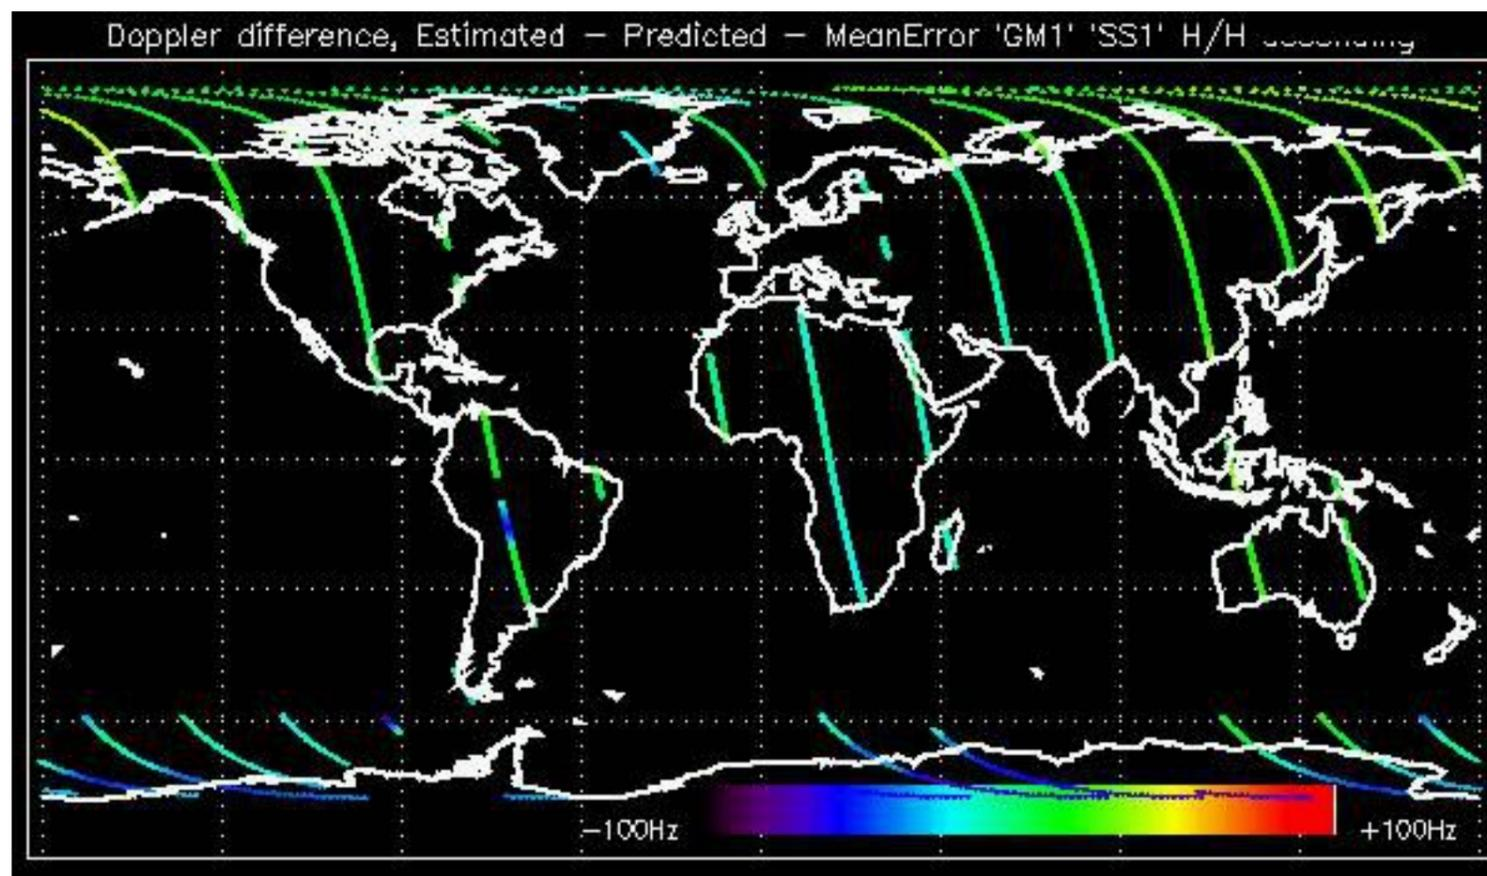 Doppler difference, Estimated – Predicted – MeanError 'GM1' 'SS1' H/H
–100Hz
+100Hz